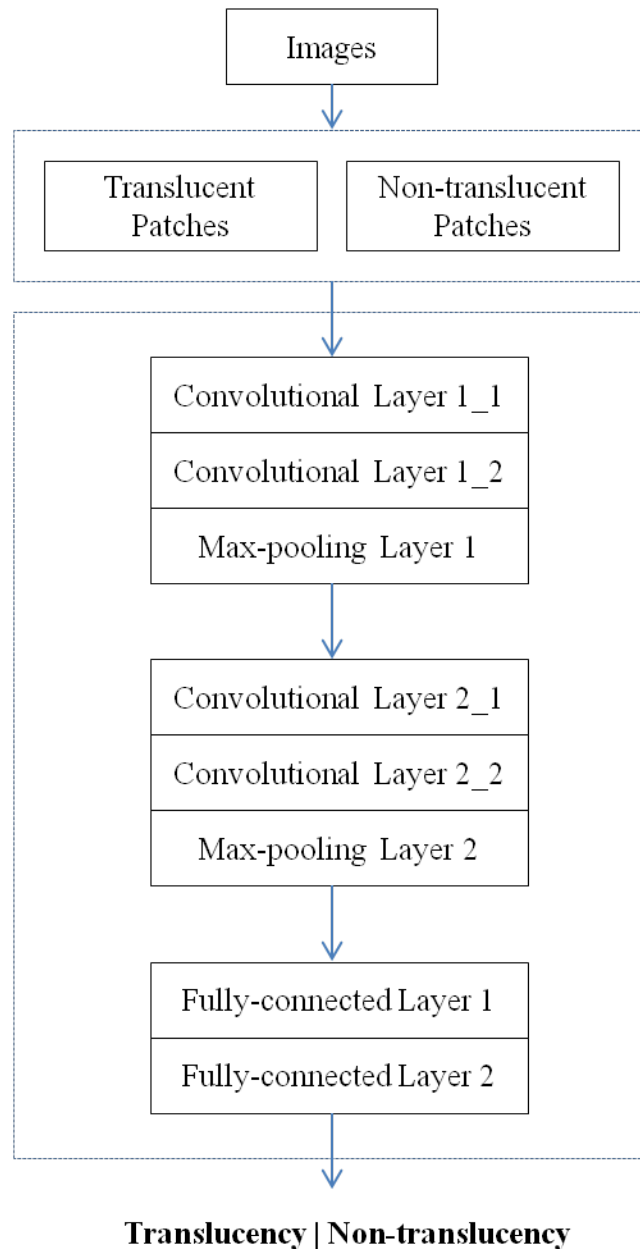 Images
Translucent
Patches
Non-translucent
Patches
Convolutional Layer 1_1
Convolutional Layer 1_2
Max-pooling Layer 1
Convolutional Layer 2_1
Convolutional Layer 2_2
Max-pooling Layer 2
Fully-connected Layer 1
Fully-connected Layer 2
Translucency | Non-translucency